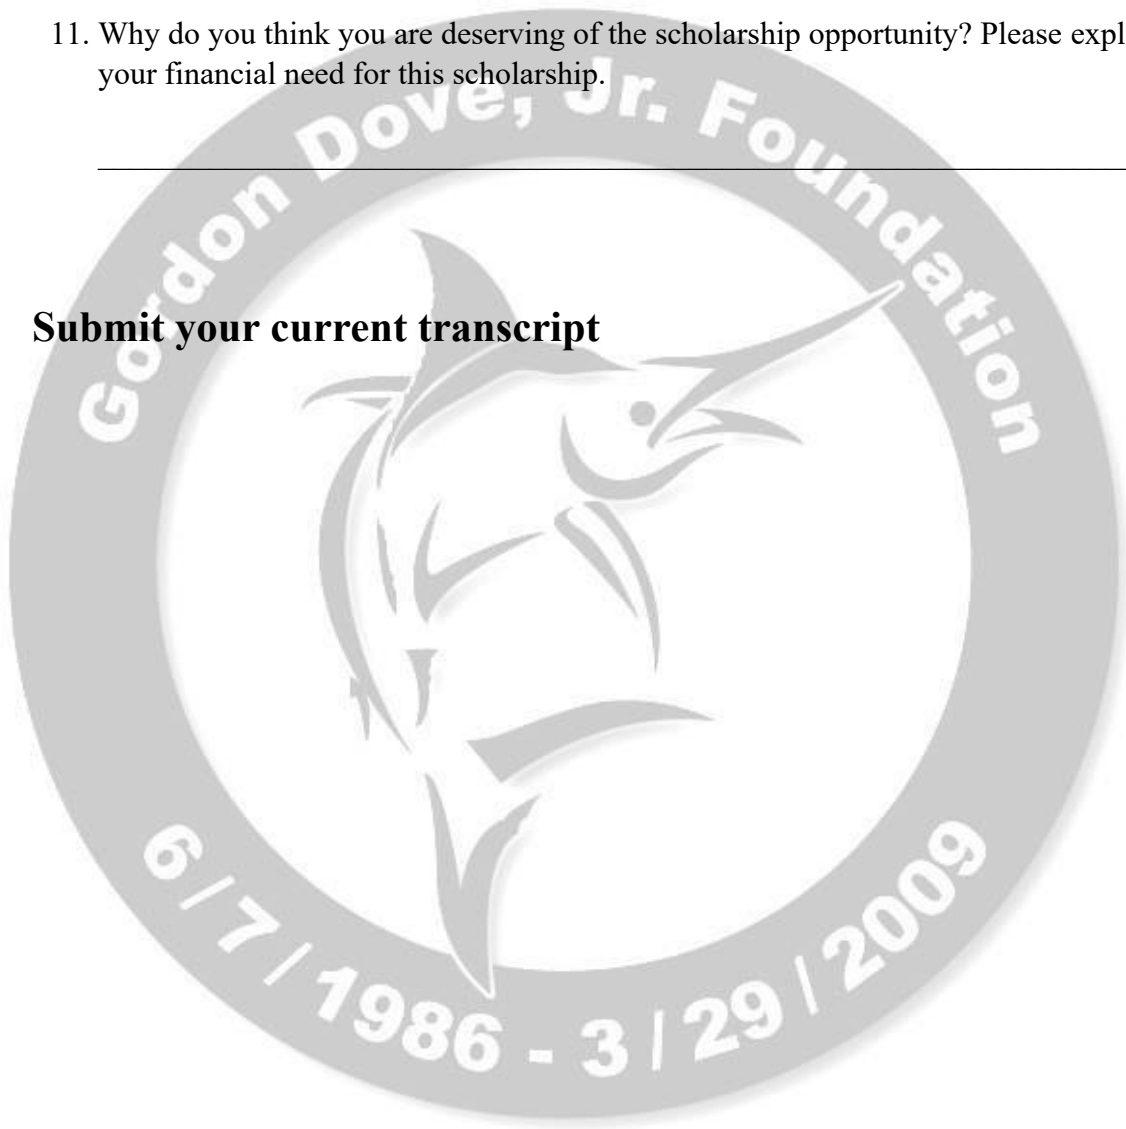 11. Why do you think you are deserving of the scholarship opportunity? Please expl
your financial need for this scholarship.
Gordon Dove, Jr. Foundation
Submit your current transcript
6 / 7 / 1986 - 3 / 29 / 2009